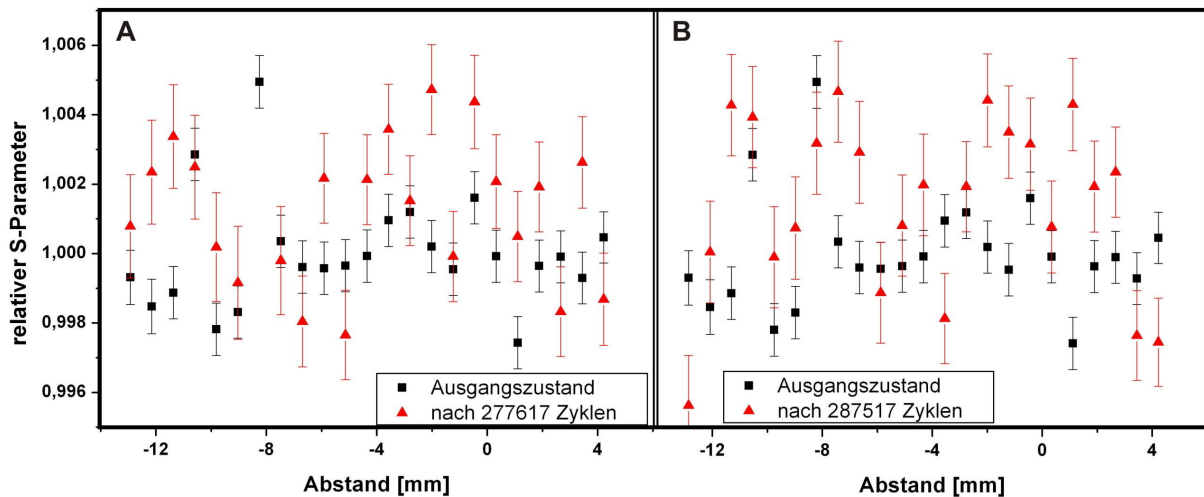 A
B
relativer S-Parameter
1,006
1,004
1,002
1,000
0,998
0,996
Ausgangszustand
nach 277617 Zyklen
Ausgangszustand
nach 287517 Zyklen
-12 -8 -4 0 4 -12 -8 -4 0 4
Abstand [mm] Abstand [mm]